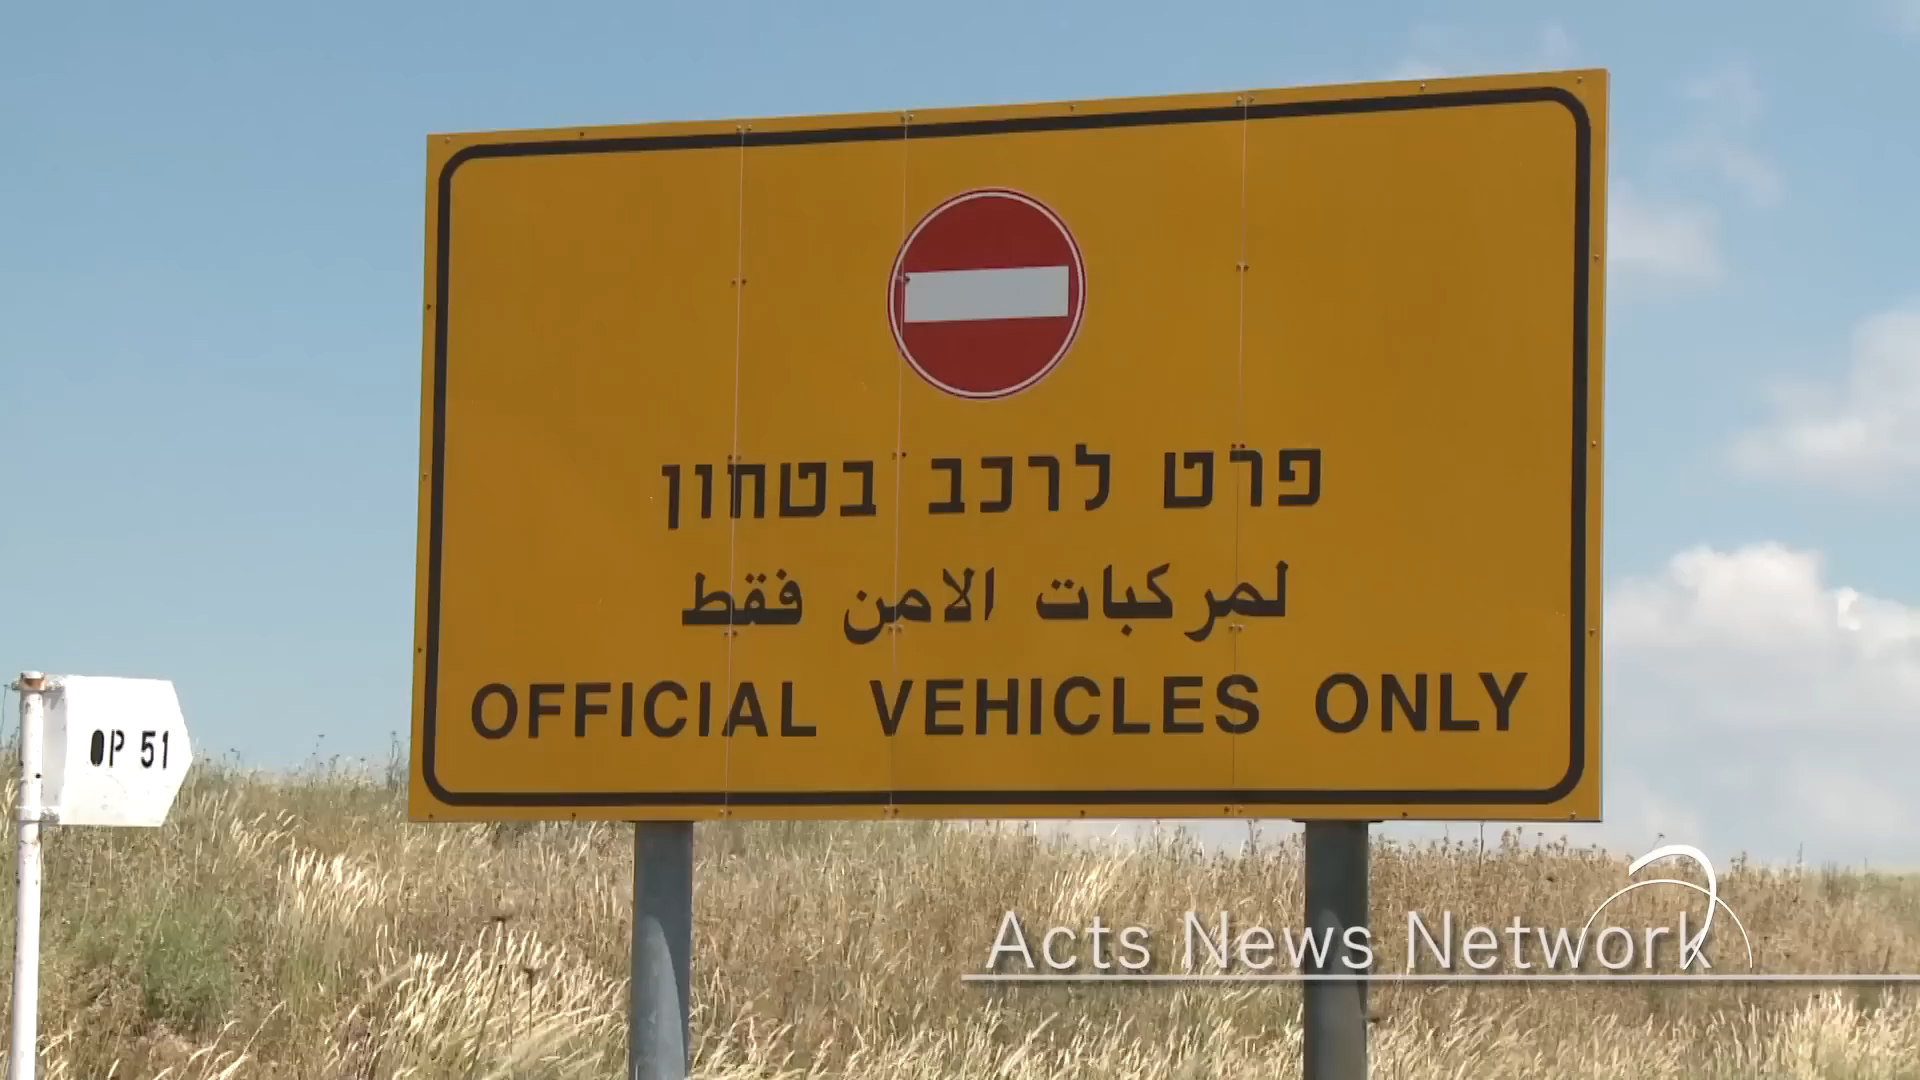 פרט לרכב בטחון
لمركبات الامن فقط
OFFICIAL VEHICLES ONLY
OP 51
Acts News Network